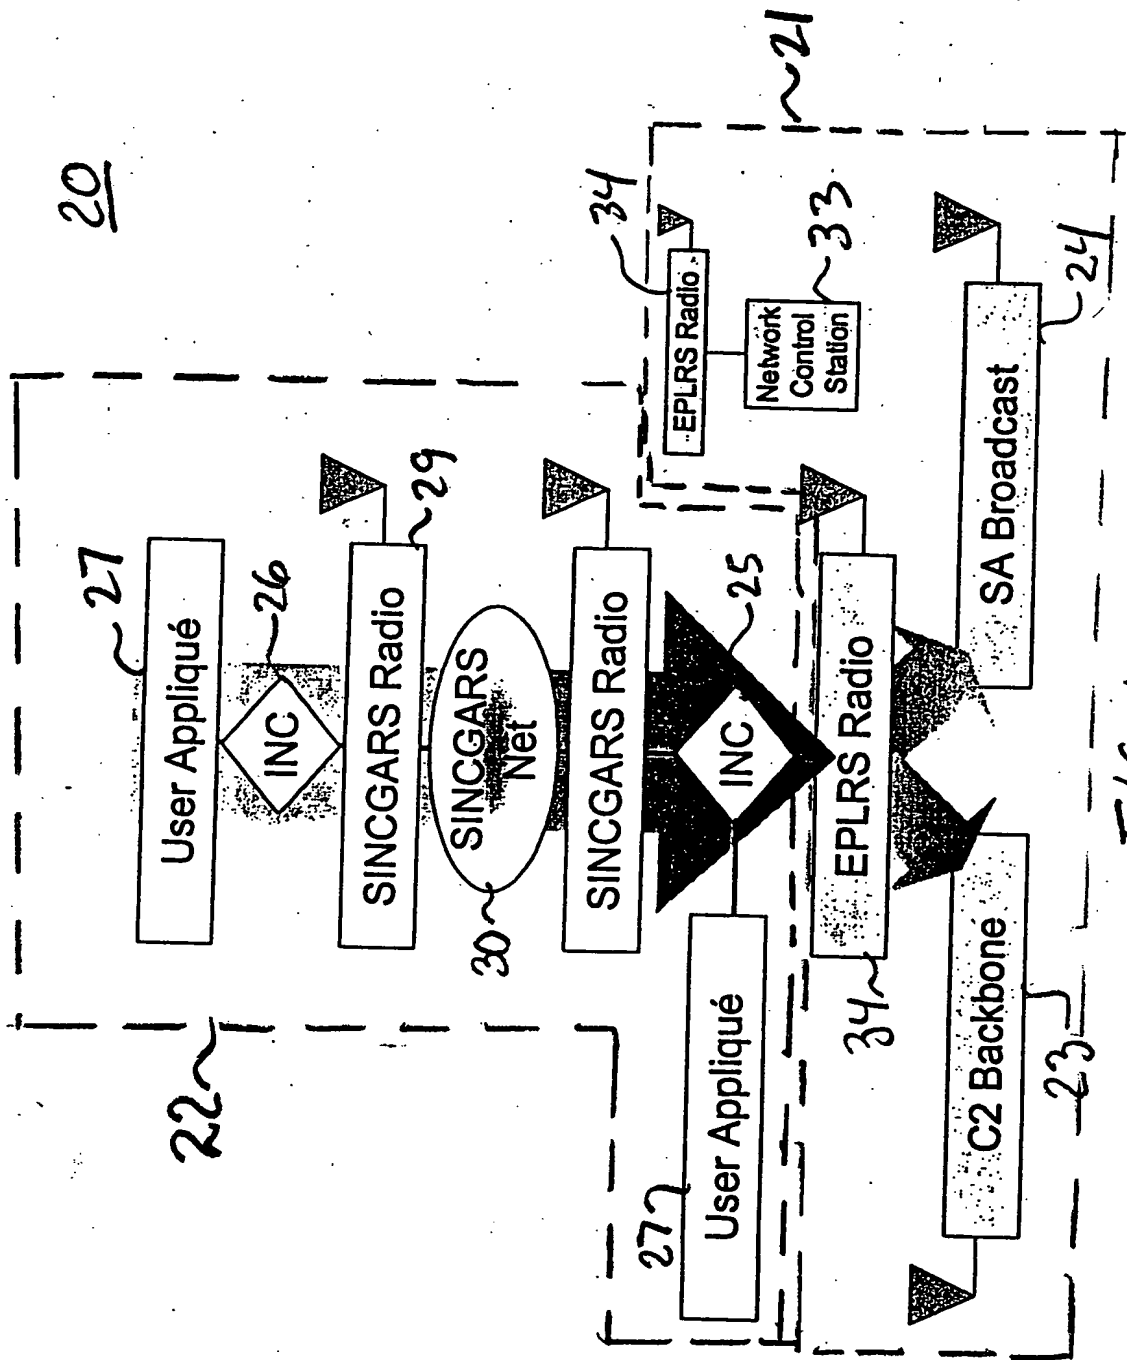 20
27
User Appliqué
22
26
INC
SINCGARS Radio
29
SINCGARS
Net
30
SINCGARS Radio
34
EPLRS Radio
27
User Appliqué
INC
25
21
Network
Control
Station
33
EPLRS Radio
34
C2 Backbone
SA Broadcast
23
24